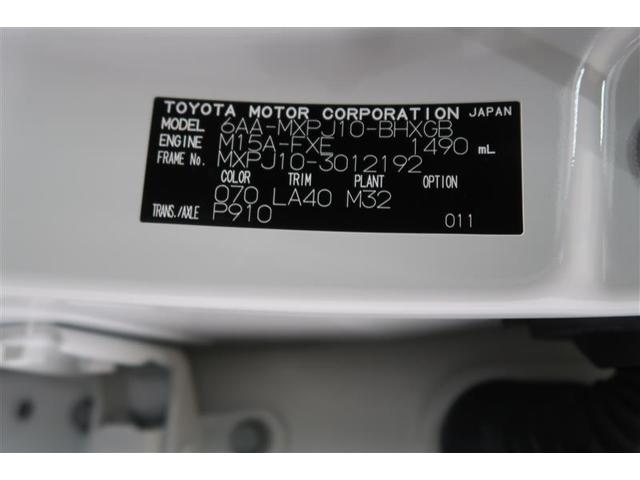 TOYOTA MOTOR CORPORATION JAPAN
MODEL 6AA-MXPJ10-BHXGB
ENGINE M15A-FXE 1490 mL
FRAME No. MXPJ10-3012192
COLOR TRIM PLANT OPTION
070 LA40 M32
TRANS./AXLE P910 011